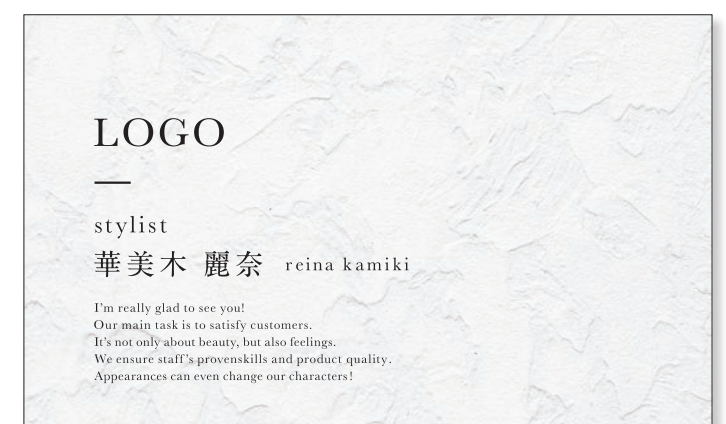 LOGO
stylist
華美木 麗奈 reina kamiki
I'm really glad to see you!
Our main task is to satisfy customers.
It's not only about beauty, but also feelings.
We ensure staff's provenskills and product quality.
Appearances can even change our characters!